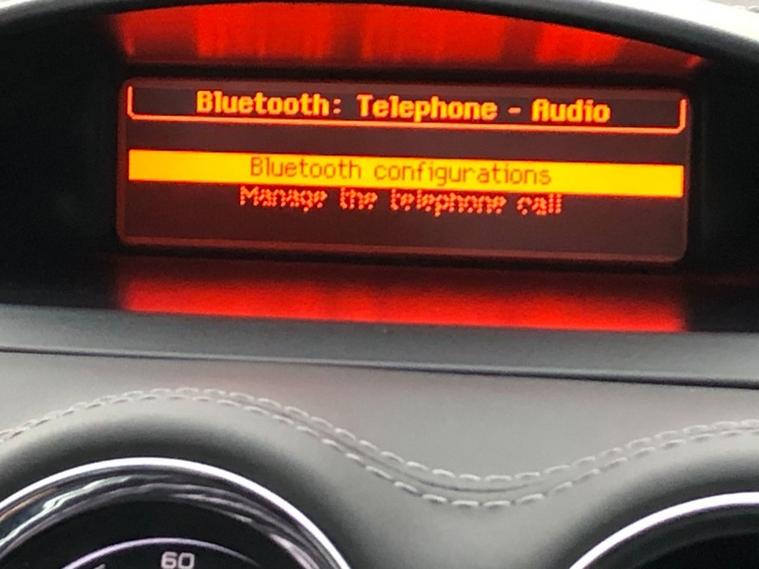 Bluetooth: Telephone - Audio
Bluetooth configurations
Manage the telephone call
60